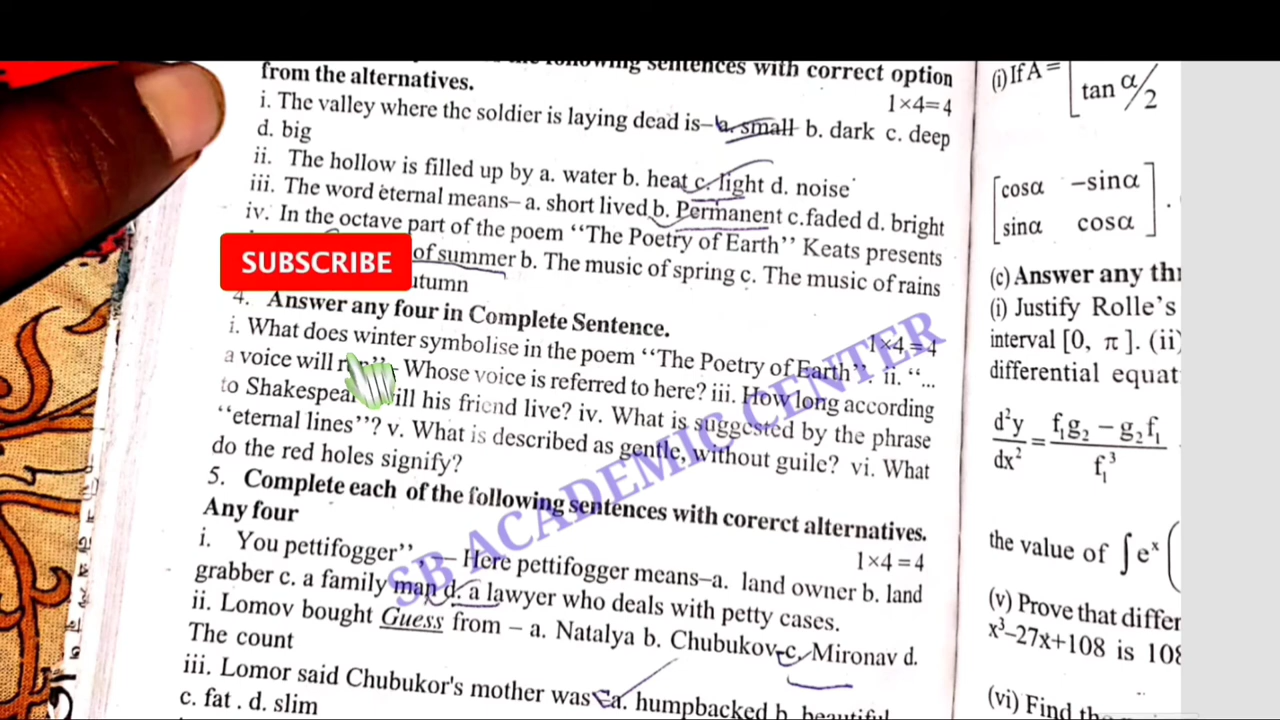 the following sentences with correct option
from the alternatives.
1×4=4
i. The valley where the soldier is laying dead is– a. small b. dark c. deep
d. big
ii. The hollow is filled up by a. water b. heat c. light d. noise
iii. The word eternal means– a. short lived b. Permanent c.faded d. bright
iv. In the octave part of the poem “The Poetry of Earth” Keats presents
of summer b. The music of spring c. The music of rains
utumn
SUBSCRIBE
4. Answer any four in Complete Sentence.
1×4=4
i. What does winter symbolise in the poem “The Poetry of Earth”. ii. “...
a voice will Whose voice is referred to here? iii. How long according
to Shakespear will his friend live? iv. What is suggested by the phrase
“eternal lines”? v. What is described as gentle, without guile? vi. What
do the red holes signify?
5. Complete each of the following sentences with corerct alternatives.
Any four
1×4=4
i. You pettifogger”, — Here pettifogger means–a. land owner b. land
grabber c. a family man d. a lawyer who deals with petty cases.
ii. Lomov bought Guess from – a. Natalya b. Chubukov- c. Mironav d.
The count
iii. Lomor said Chubukor's mother was –a. humpbacked b. beautiful
c. fat . d. slim
SB ACADEMIC CENTER
(i) If A =
tan α/2
cosα –sinα
sinα cosα
(c) Answer any thr
(i) Justify Rolle’s
interval [0, π]. (ii)
differential equat
d²y/dx² = f₁g₂ – g₂f₁ / f₁³
the value of ∫eˣ (
(v) Prove that differ
x³–27x+108 is 108
(vi) Find the